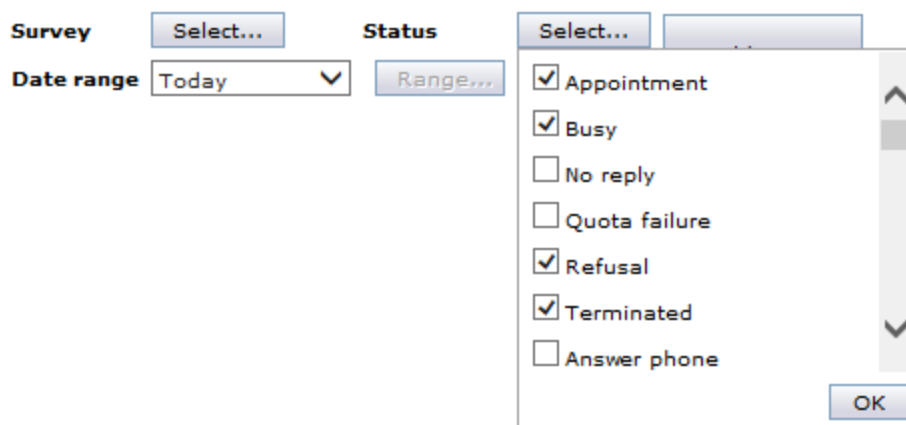 Survey Select... Status Select...
Date range Today Range...
Appointment
Busy
No reply
Quota failure
Refusal
Terminated
Answer phone
OK